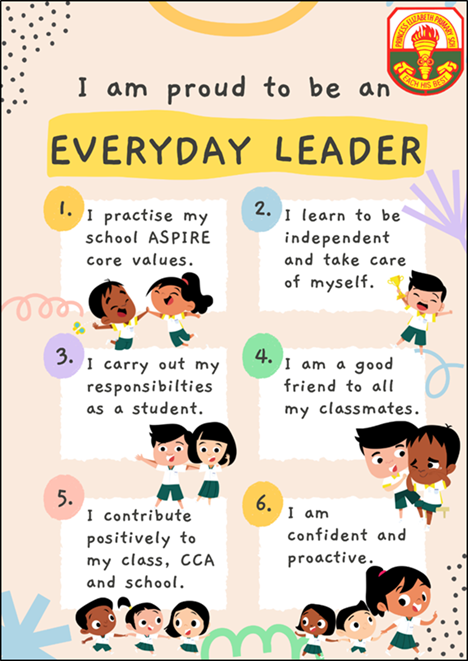 PRINCESS ELIZABETH PRIMARY SCH
EACH HIS BEST
I am proud to be an
EVERYDAY LEADER
1.
I practise my
school ASPIRE
core values.
2.
I learn to be
independent
and take care
of myself.
3.
I carry out my
responsibilties
as a student.
4.
I am a good
friend to all
my classmates.
5.
I contribute
positively to
my class, CCA
and school.
6.
I am
confident and
proactive.